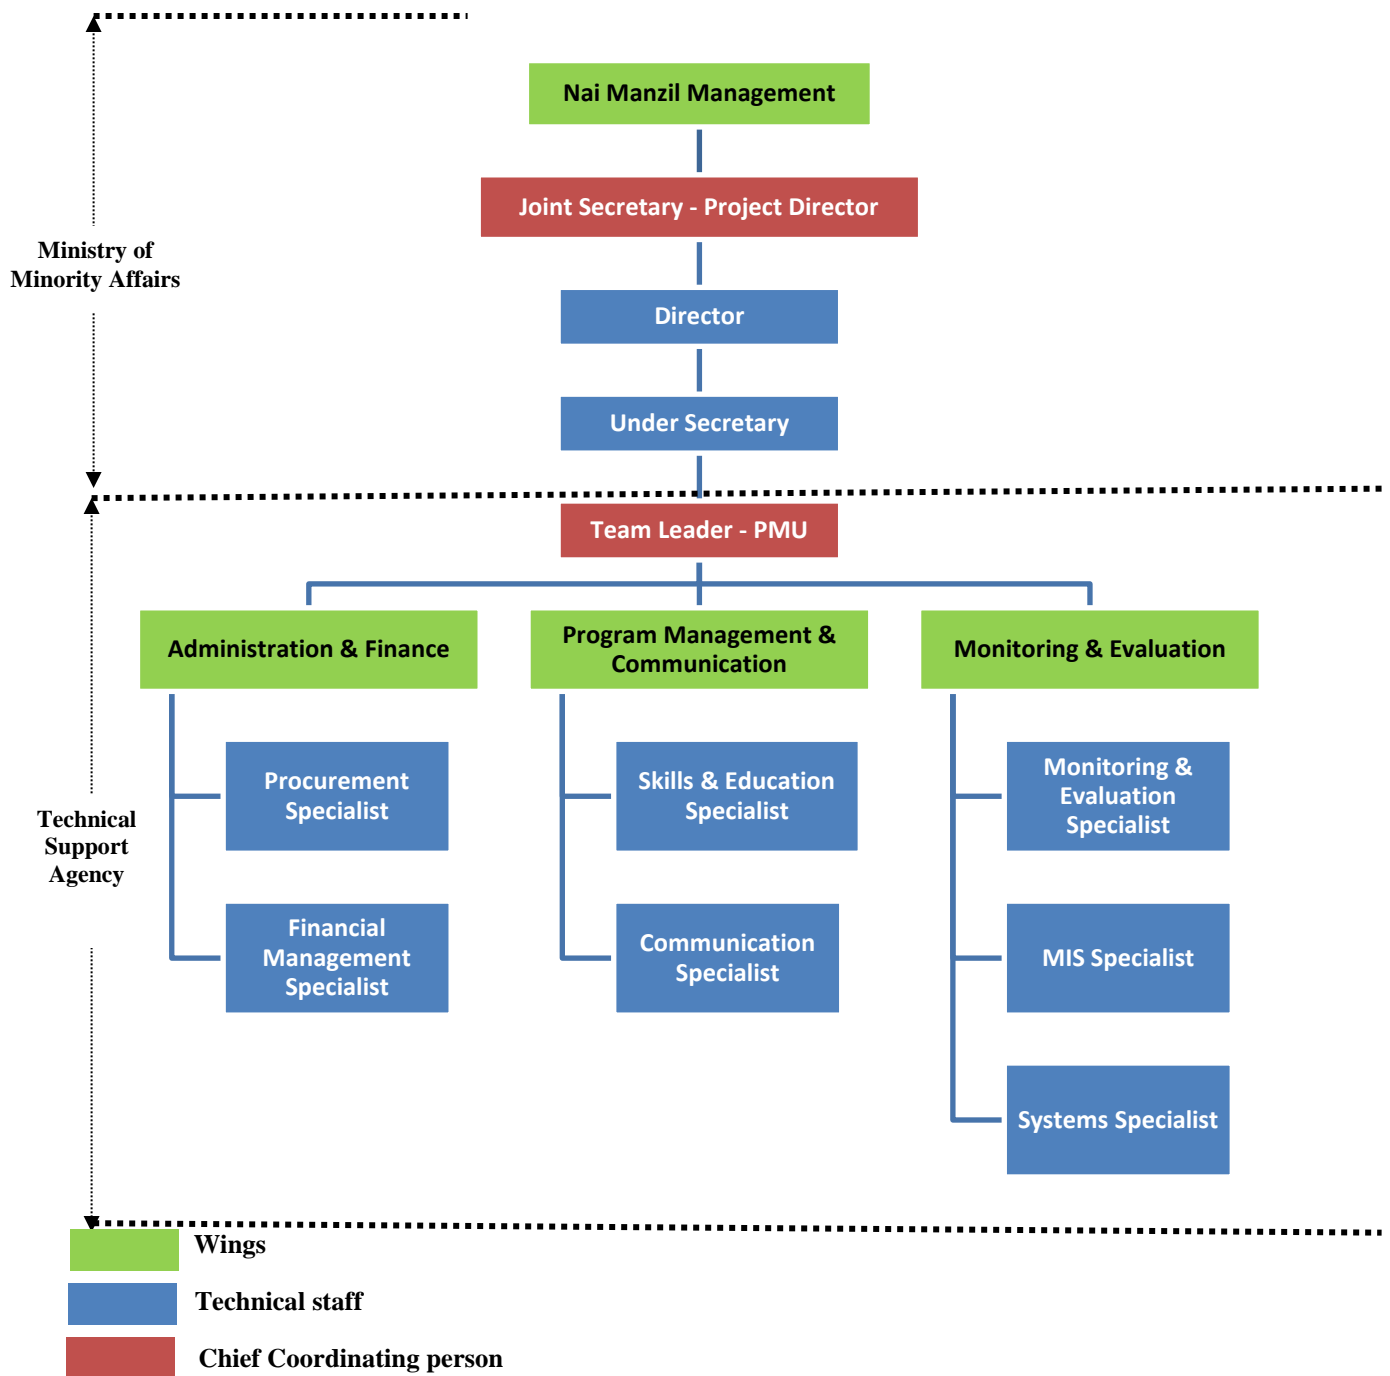 Nai Manzil Management
Joint Secretary - Project Director
Ministry of
Minority Affairs
Director
Under Secretary
Team Leader - PMU
Administration & Finance
Program Management &
Communication
Monitoring & Evaluation
Procurement
Specialist
Skills & Education
Specialist
Monitoring &
Evaluation
Specialist
Technical
Support
Agency
Financial
Management
Specialist
Communication
Specialist
MIS Specialist
Systems Specialist
Wings
Technical staff
Chief Coordinating person